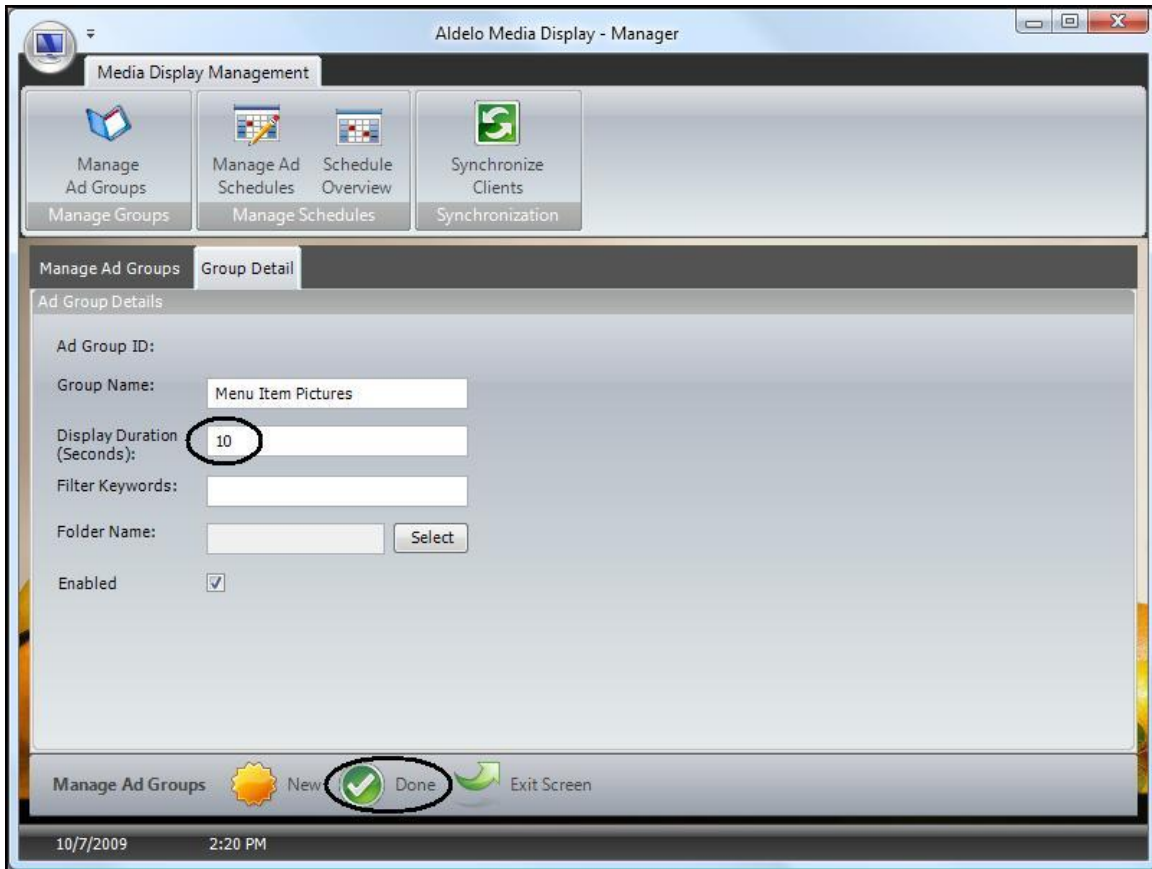 Aldelo Media Display - Manager
Media Display Management
Manage
Ad Groups
Manage Ad
Schedules
Schedule
Overview
Synchronize
Clients
Manage Groups
Manage Schedules
Synchronization
Manage Ad Groups
Group Detail
Ad Group Details
Ad Group ID:
Group Name:
Menu Item Pictures
Display Duration
(Seconds):
10
Filter Keywords:
Folder Name:
Select
Enabled
Manage Ad Groups
New
Done
Exit Screen
10/7/2009
2:20 PM